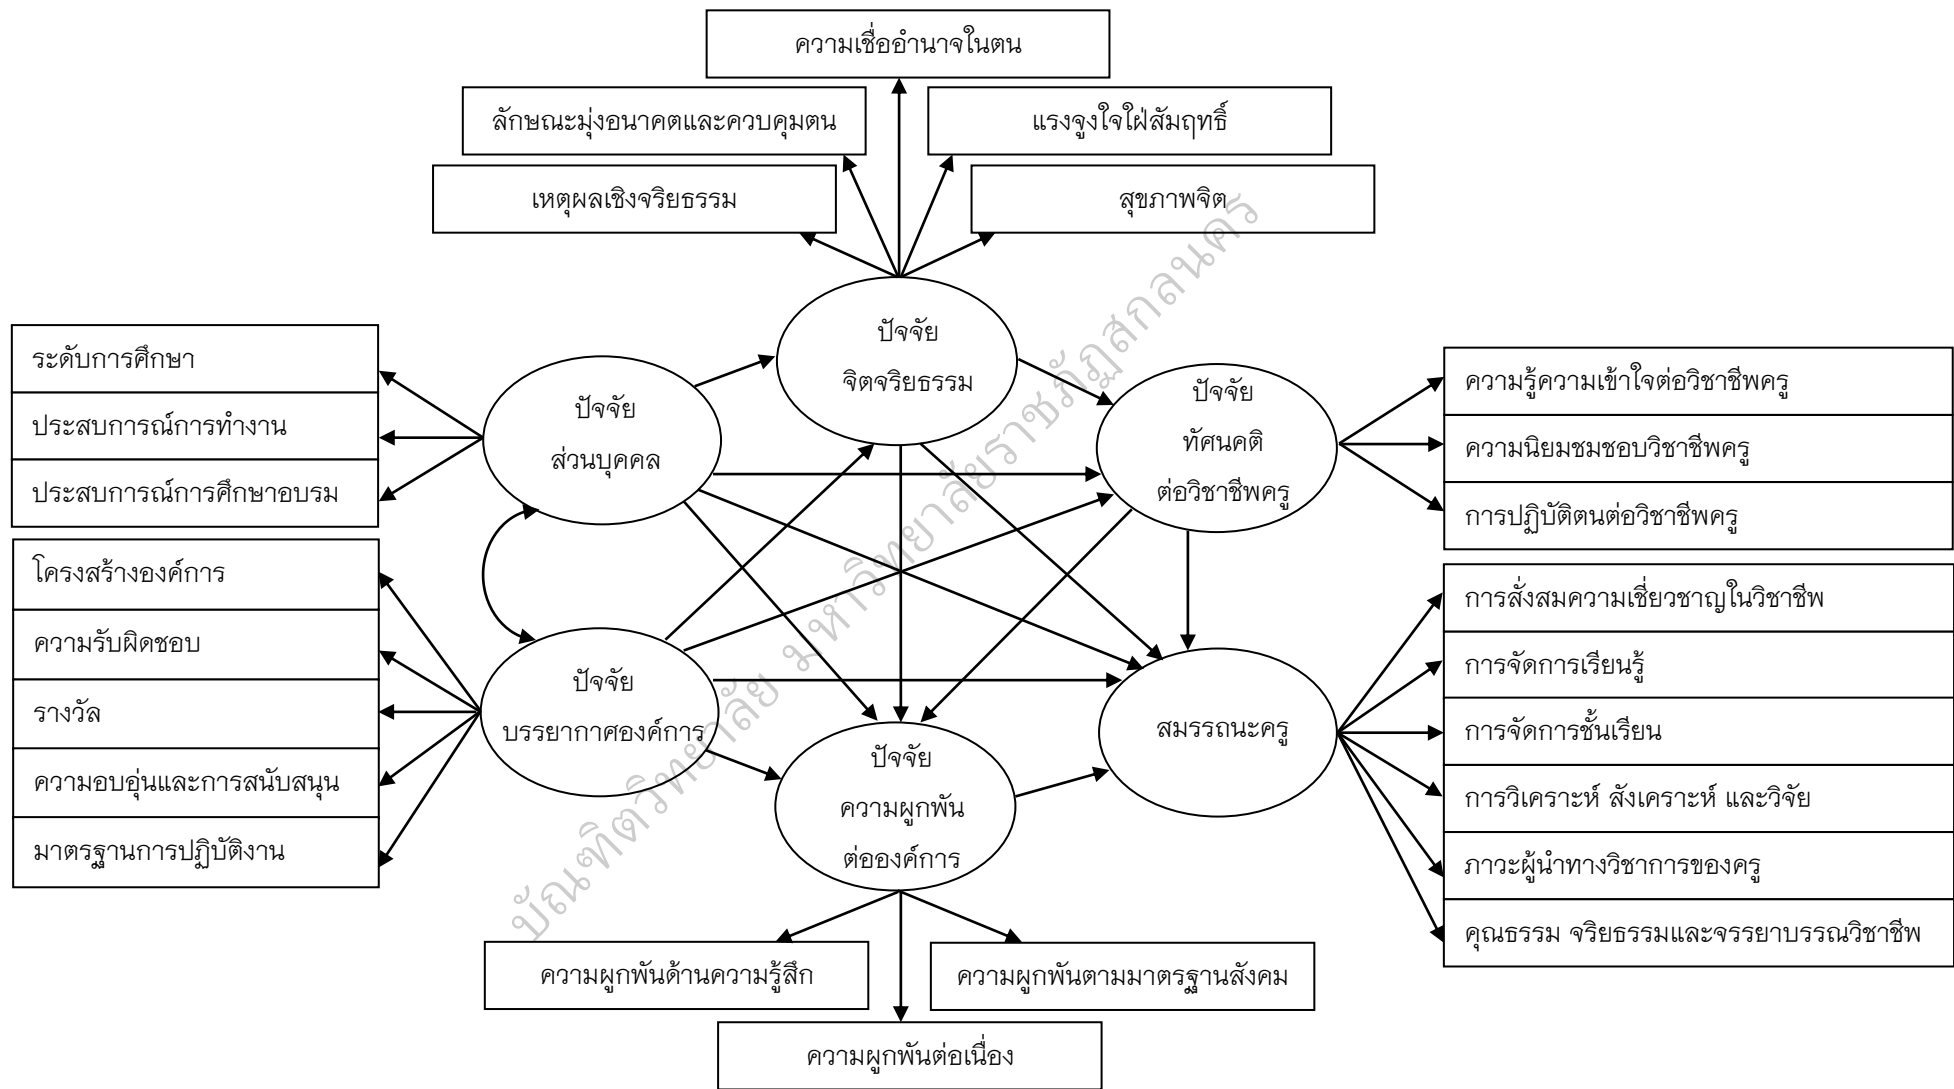 ความเชื่ออำนาจในตน
ลักษณะมุ่งอนาคตและควบคุมตน
แรงจูงใจใฝ่สัมฤทธิ์
เหตุผลเชิงจริยธรรม
สุขภาพจิต
ปัจจัย
จิตจริยธรรม
ระดับการศึกษา
ประสบการณ์การทำงาน
ประสบการณ์การศึกษาอบรม
ปัจจัย
ส่วนบุคคล
ปัจจัย
ทัศนคติ
ต่อวิชาชีพครู
ความรู้ความเข้าใจต่อวิชาชีพครู
ความนิยมชมชอบวิชาชีพครู
การปฏิบัติตนต่อวิชาชีพครู
โครงสร้างองค์การ
ความรับผิดชอบ
รางวัล
ความอบอุ่นและการสนับสนุน
มาตรฐานการปฏิบัติงาน
ปัจจัย
บรรยากาศองค์การ
ปัจจัย
ความผูกพัน
ต่อองค์การ
สมรรถนะครู
การสั่งสมความเชี่ยวชาญในวิชาชีพ
การจัดการเรียนรู้
การจัดการชั้นเรียน
การวิเคราะห์ สังเคราะห์ และวิจัย
ภาวะผู้นำทางวิชาการของครู
คุณธรรม จริยธรรมและจรรยาบรรณวิชาชีพ
ความผูกพันด้านความรู้สึก
ความผูกพันตามมาตรฐานสังคม
ความผูกพันต่อเนื่อง
บัณฑิตวิทยาลัย มหาวิทยาลัยราชภัฏสกลนคร